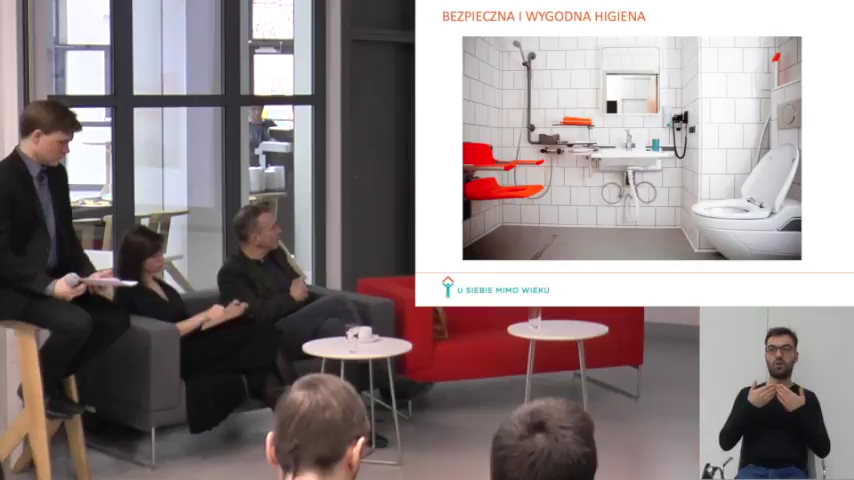 BEZPIECZNA I WYGODNA HIGIENA
U SIEBIE MIMO WIEKU